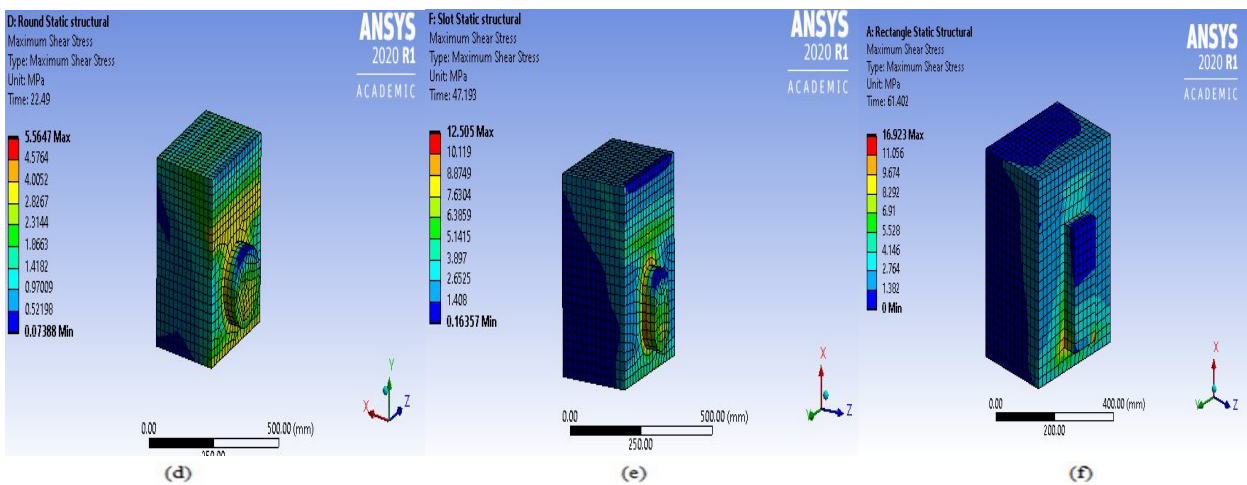 D: Round Static structural
Maximum Shear Stress
Type: Maximum Shear Stress
Unit: MPa
Time: 22.49
5.5647 Max
4.5764
4.0052
2.8267
2.3144
1.8663
1.4182
0.97009
0.52198
0.07388 Min
ANSYS
2020 R1
ACADEMIC
Y
X
Z
0.00
500.00 (mm)
250.00
(d)
F: Slot Static structural
Maximum Shear Stress
Type: Maximum Shear Stress
Unit: MPa
Time: 47.193
12.505 Max
10.119
8.8749
7.6304
6.3859
5.1415
3.897
2.6525
1.408
0.16357 Min
ANSYS
2020 R1
ACADEMIC
X
Y
Z
0.00
500.00 (mm)
250.00
(e)
A: Rectangle Static Structural
Maximum Shear Stress
Type: Maximum Shear Stress
Unit: MPa
Time: 61.402
16.923 Max
11.056
9.674
8.292
6.91
5.528
4.146
2.764
1.382
0 Min
ANSYS
2020 R1
ACADEMIC
X
Y
Z
0.00
400.00 (mm)
200.00
(f)